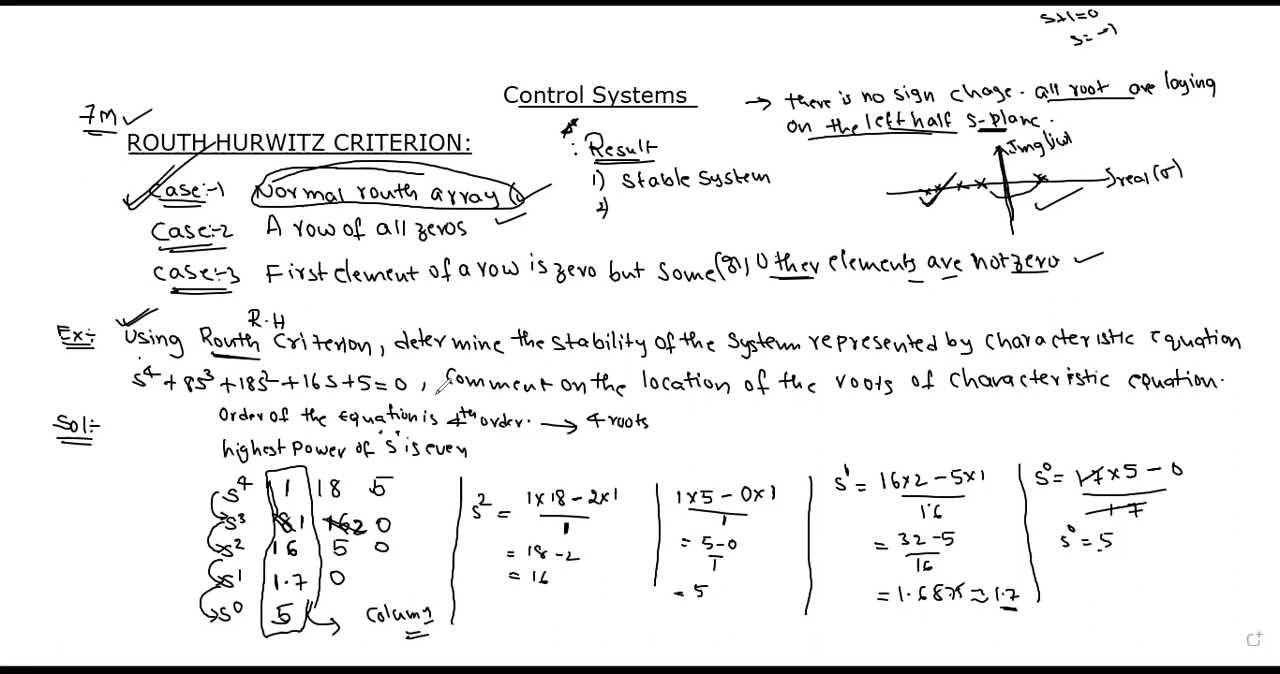 s+1=0
s=-1
Control Systems
7M
→ there is no sign chage. all root are laying
on the left half s-plane.
ROUTH HURWITZ CRITERION:
: Result
Img(jω)
Case:-1 Normal routh array
1) Stable System
Sreal(σ)
2)
Case:-2 A row of all zeros
Case:-3 First element of a row is zero but some (or) other elements are not zero
R.H
Ex:- Using Routh Criterion, determine the stability of the System represented by characteristic equation
s⁴+8s³+18s²+16s+5=0, Comment on the location of the roots of characteristic equation.
Sol:- Order of the Equation is 4th order. → 4 roots
highest power of 's' is even
s⁴ 1 18 5
s³ 8 1 16 2 0
s² 16 5 0
s¹ 1.7 0
s⁰ 5 → Column1
s² = 1×18-2×1 / 1
= 18-2
= 16
1×5-0×1 / 1
= 5-0 / 1
= 5
s¹ = 16×2-5×1 / 16
= 32-5 / 16
= 1.6875 ≈ 1.7
s⁰ = 1.7×5-0 / 1.7
s⁰ = 5